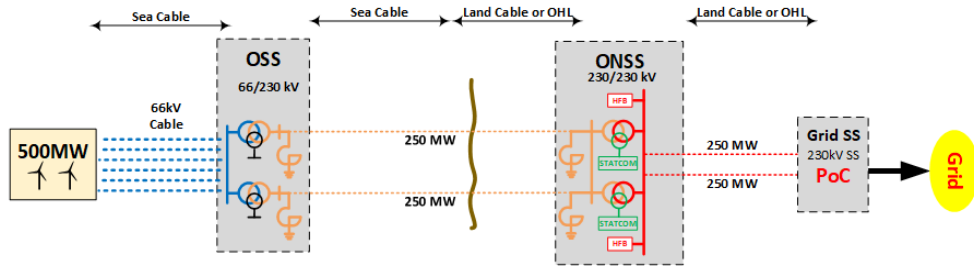 Sea Cable
Sea Cable
Land Cable or OHL
Land Cable or OHL
OSS
66/230 kV
ONSS
230/230 kV
66kV
Cable
500MW
250 MW
250 MW
HFB
STATCOM
STATCOM
HFB
250 MW
250 MW
Grid SS
230kV SS
PoC
Grid